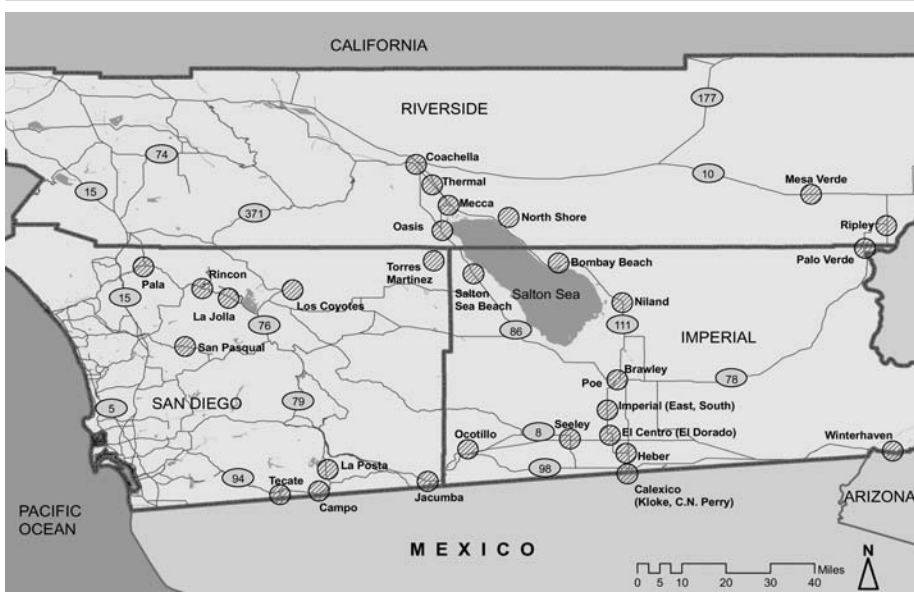 CALIFORNIA
RIVERSIDE
177
Coachella
74
10
15
Thermal
Mesa Verde
Mecca
371
North Shore
Oasis
Ripley
Palo Verde
Torres
Martinez
Bombay Beach
Pala
Rincon
Salton
Sea Beach
Salton Sea
15
La Jolla
Los Coyotes
Niland
76
86
111
IMPERIAL
San Pasqual
Brawley
Poe
78
79
5
SAN DIEGO
Imperial (East, South)
Seeley
8
El Centro (El Dorado)
Ocotillo
Winterhaven
Heber
La Posta
98
94
Tecate
Calexico
(Kloke, C.N. Perry)
Jacumba
Campo
ARIZONA
PACIFIC
OCEAN
MEXICO
N
Miles
0 5 10 20 30 40